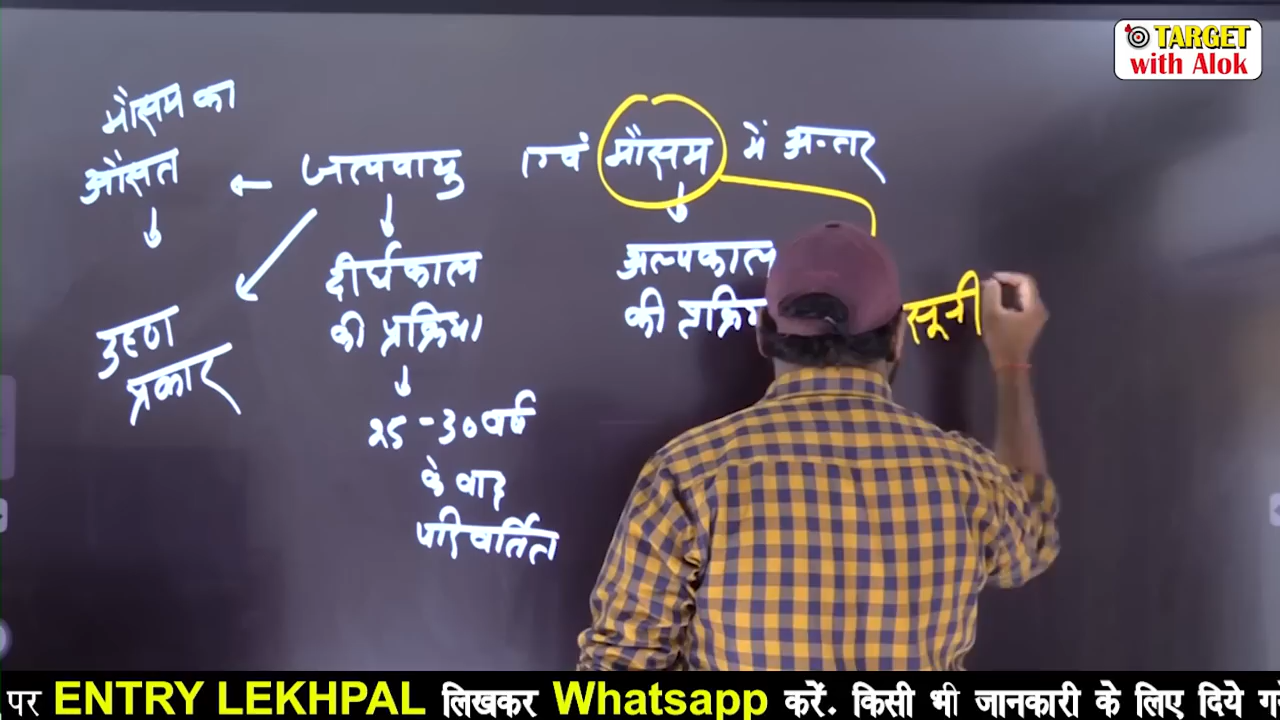 TARGET
with Alok
मौसम का
औसत
जलवायु एवं मौसम में अन्तर
दीर्घकाल
की प्रक्रिया
25-30 वर्ष
के बाद
परिवर्तित
प्रकार
अल्पकाल
की प्रक्रि
सूची
पर ENTRY LEKHPAL लिखकर Whatsapp करें. किसी भी जानकारी के लिए दिये